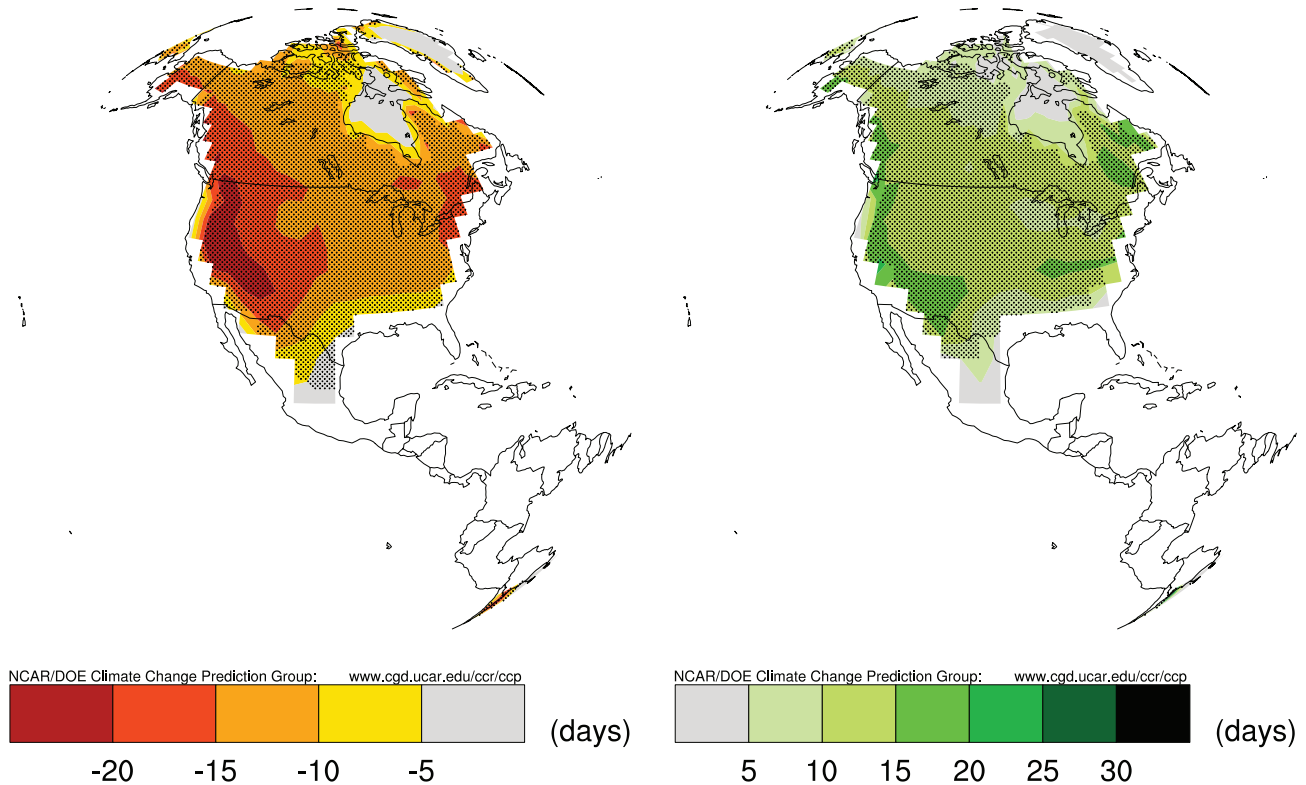 NCAR/DOE Climate Change Prediction Group: www.cgd.ucar.edu/ccr/ccp
(days)
-20 -15 -10 -5
NCAR/DOE Climate Change Prediction Group: www.cgd.ucar.edu/ccr/ccp
(days)
5 10 15 20 25 30